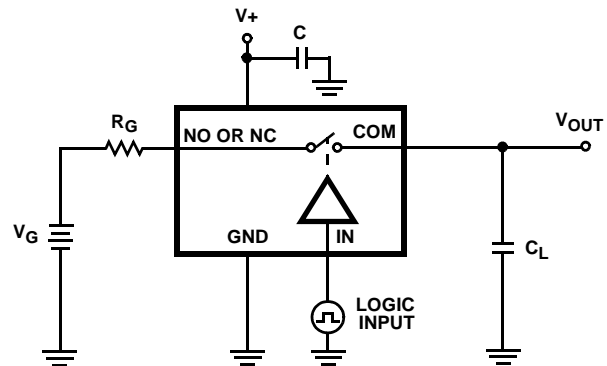 V+
C
RG
NO OR NC
COM
VOUT
VG
GND
IN
CL
LOGIC
INPUT